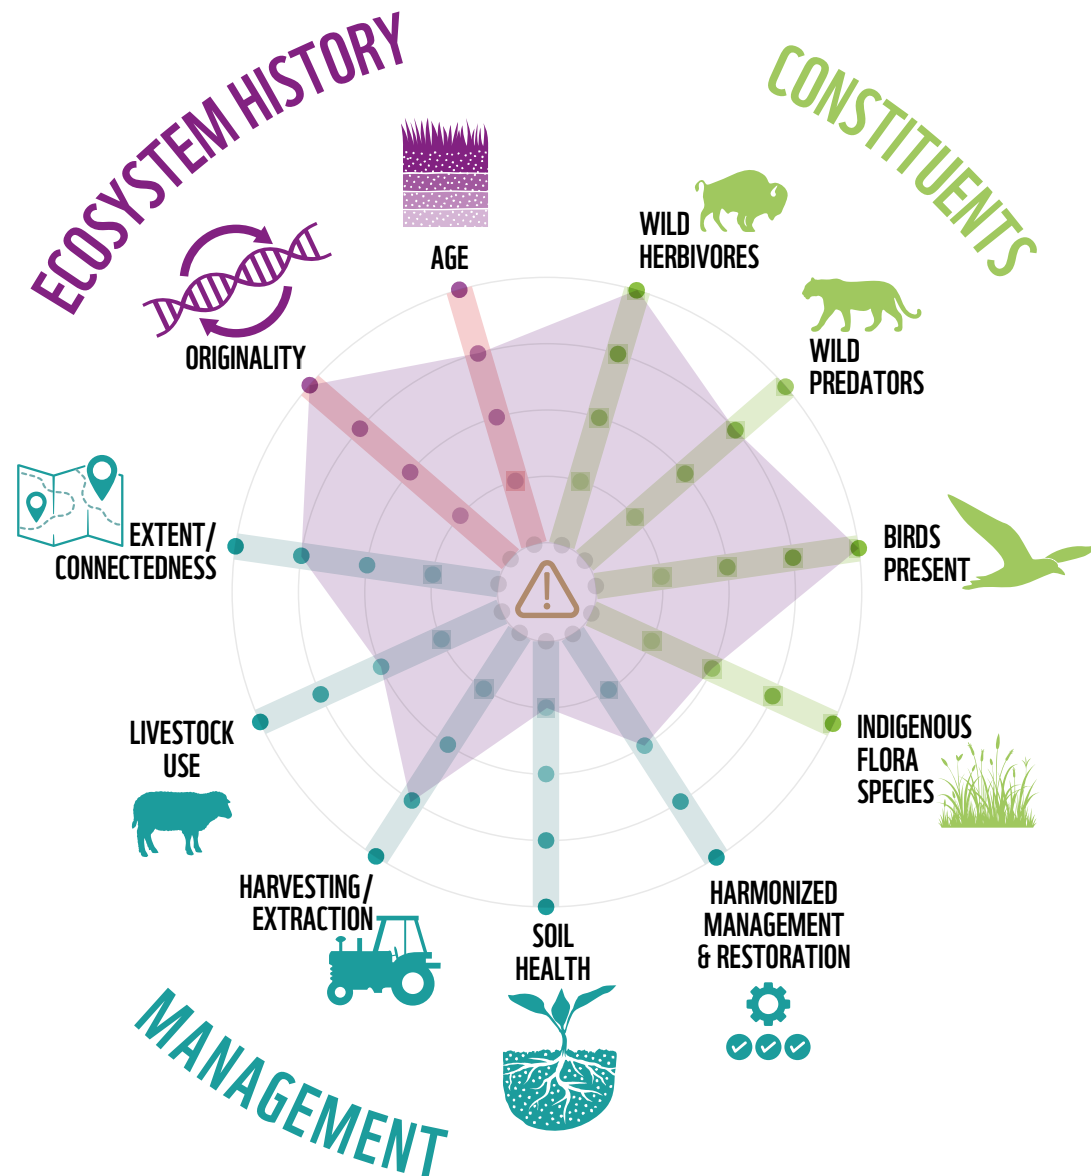 ECOSYSTEM HISTORY
CONSTITUENTS
AGE
WILD
HERBIVORES
ORIGINALITY
WILD
PREDATORS
EXTENT/
CONNECTEDNESS
BIRDS
PRESENT
LIVESTOCK
USE
INDIGENOUS
FLORA
SPECIES
HARVESTING/
EXTRACTION
SOIL
HEALTH
HARMONIZED
MANAGEMENT
& RESTORATION
MANAGEMENT